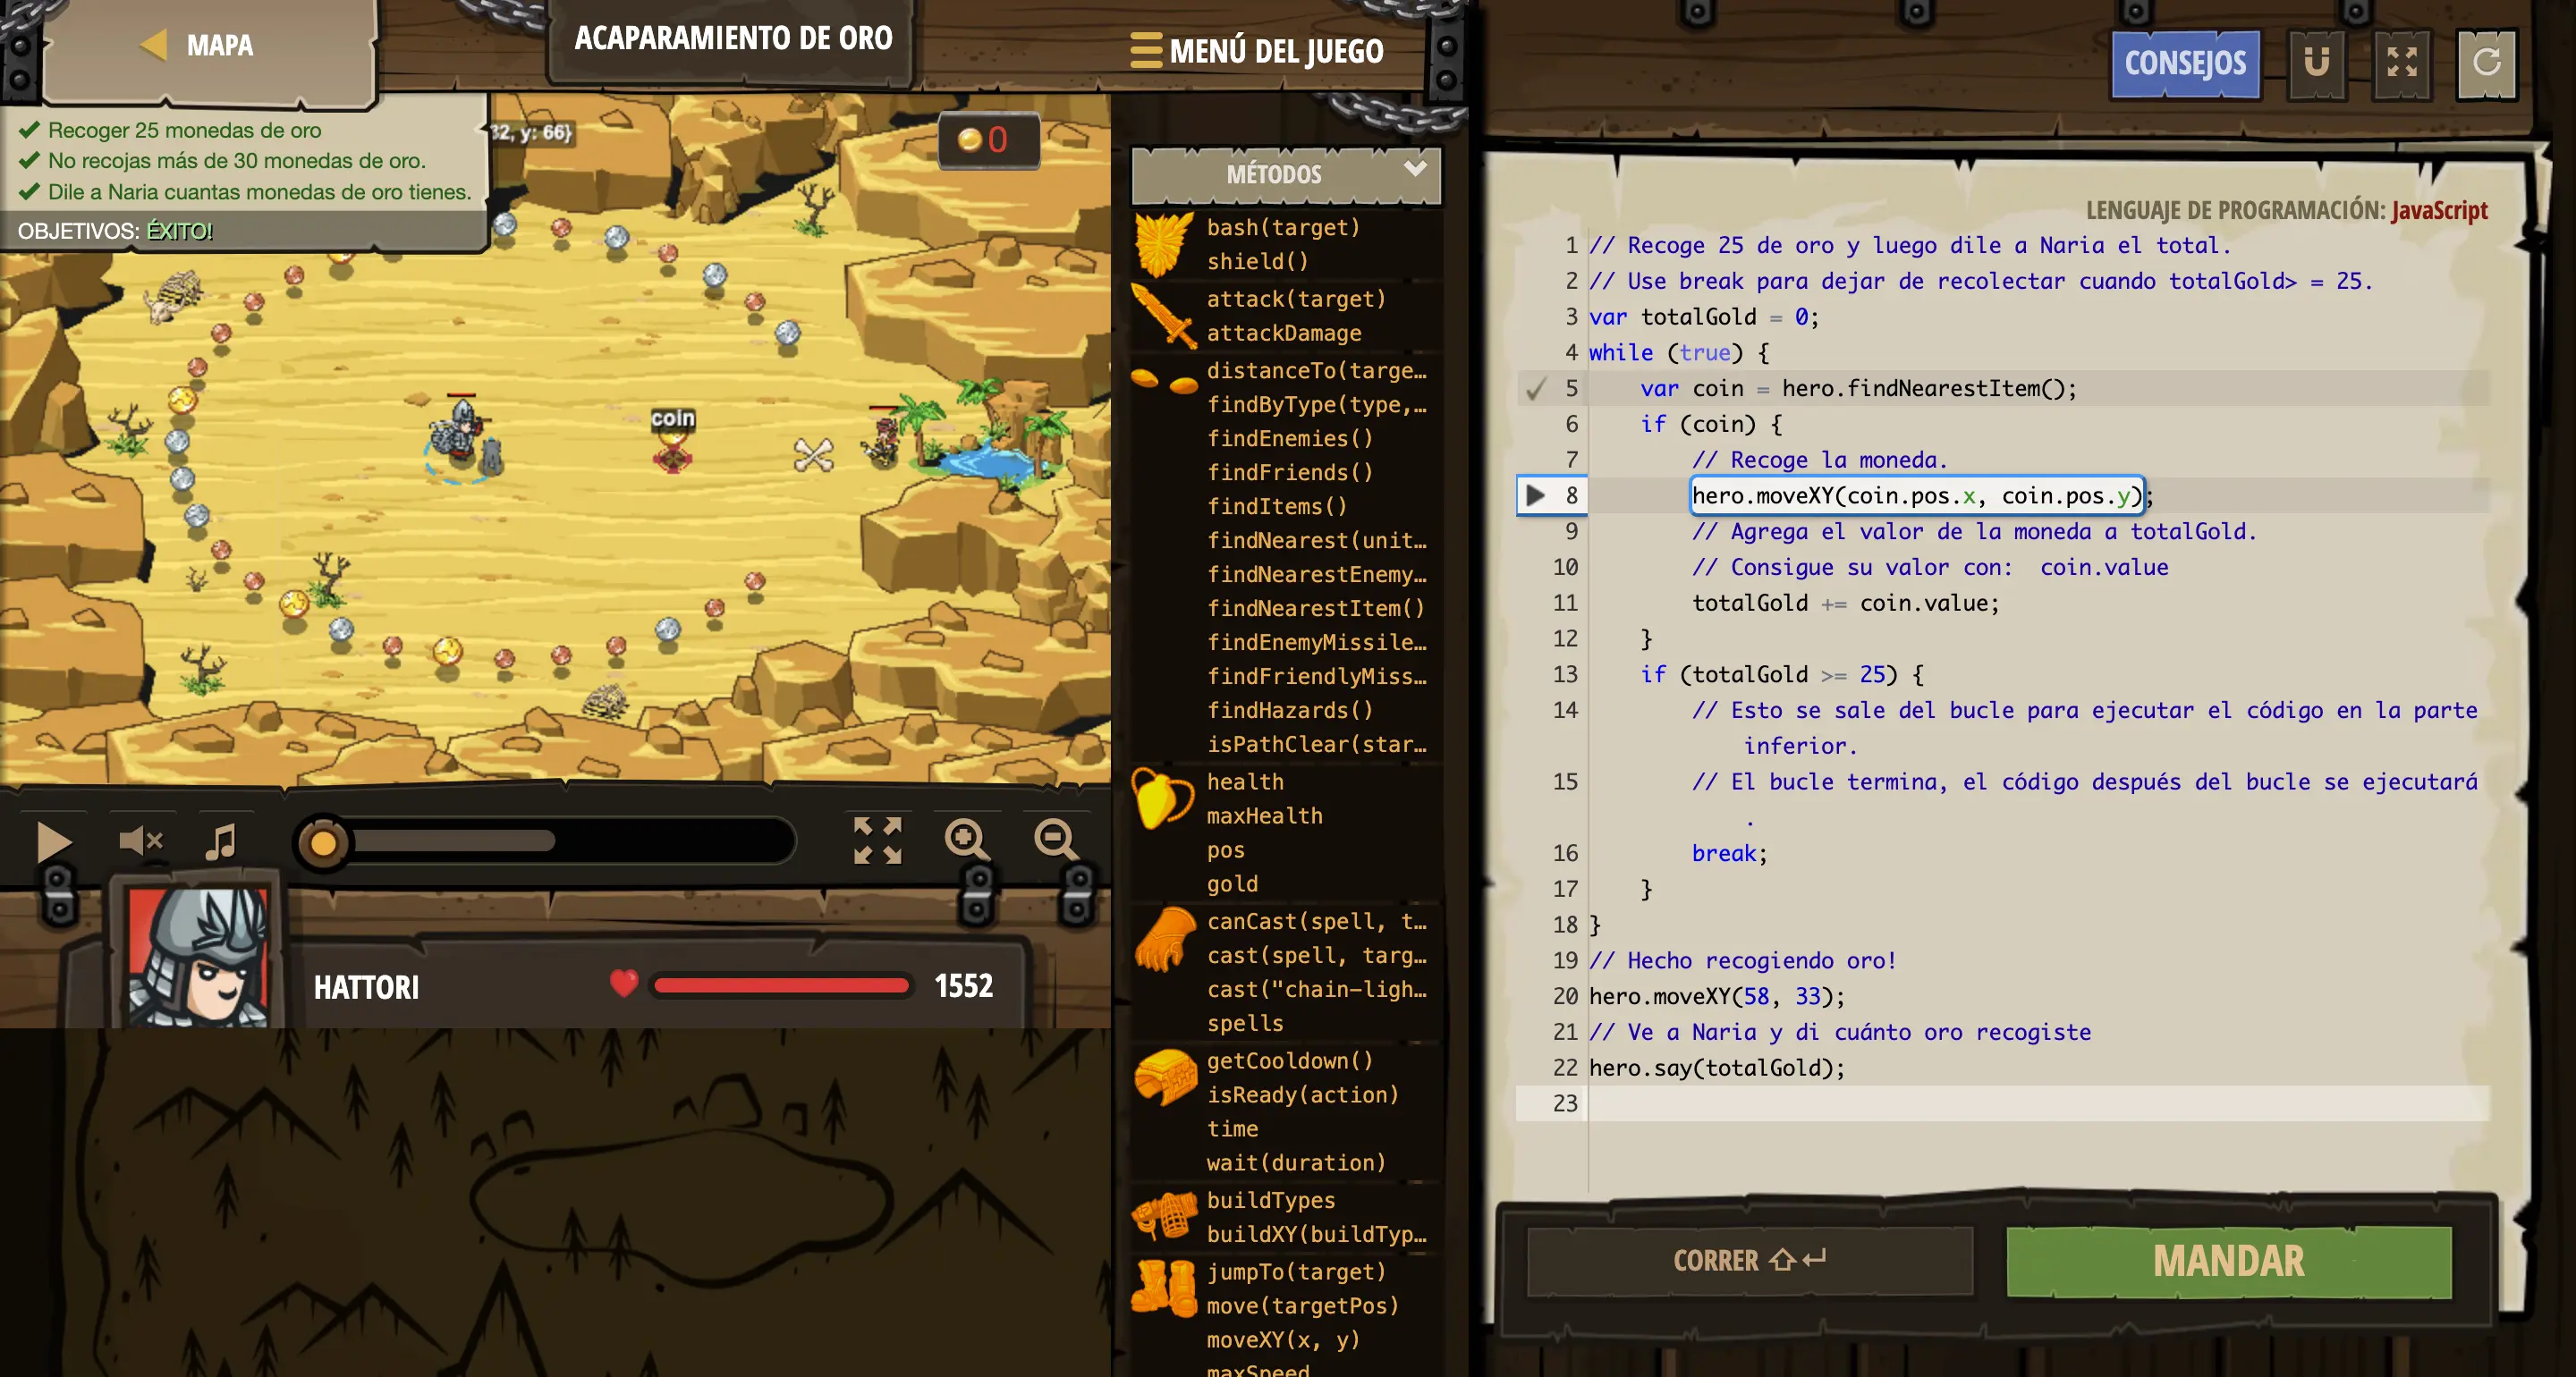 MAPA
ACAPARAMIENTO DE ORO
MENÚ DEL JUEGO
CONSEJOS
Recoger 25 monedas de oro
No recojas más de 30 monedas de oro.
Dile a Naria cuantas monedas de oro tienes.
OBJETIVOS: ÉXITO!
32, y: 66}
0
coin
HATTORI
1552
MÉTODOS
bash(target)
shield()
attack(target)
attackDamage
distanceTo(targe…
findByType(type,…
findEnemies()
findFriends()
findItems()
findNearest(unit…
findNearestEnemy…
findNearestItem()
findEnemyMissile…
findFriendlyMiss…
findHazards()
isPathClear(star…
health
maxHealth
pos
gold
canCast(spell, t…
cast(spell, targ…
cast("chain-ligh…
spells
getCooldown()
isReady(action)
time
wait(duration)
buildTypes
buildXY(buildTyp…
jumpTo(target)
move(targetPos)
moveXY(x, y)
maxSpeed
LENGUAJE DE PROGRAMACIÓN: JavaScript
1 // Recoge 25 de oro y luego dile a Naria el total.
2 // Use break para dejar de recolectar cuando totalGold> = 25.
3 var totalGold = 0;
4 while (true) {
5 var coin = hero.findNearestItem();
6 if (coin) {
7 // Recoge la moneda.
8 hero.moveXY(coin.pos.x, coin.pos.y);
9 // Agrega el valor de la moneda a totalGold.
10 // Consigue su valor con:  coin.value
11 totalGold += coin.value;
12 }
13 if (totalGold >= 25) {
14 // Esto se sale del bucle para ejecutar el código en la parte
inferior.
15 // El bucle termina, el código después del bucle se ejecutará
.
16 break;
17 }
18 }
19 // Hecho recogiendo oro!
20 hero.moveXY(58, 33);
21 // Ve a Naria y di cuánto oro recogiste
22 hero.say(totalGold);
23
CORRER
MANDAR